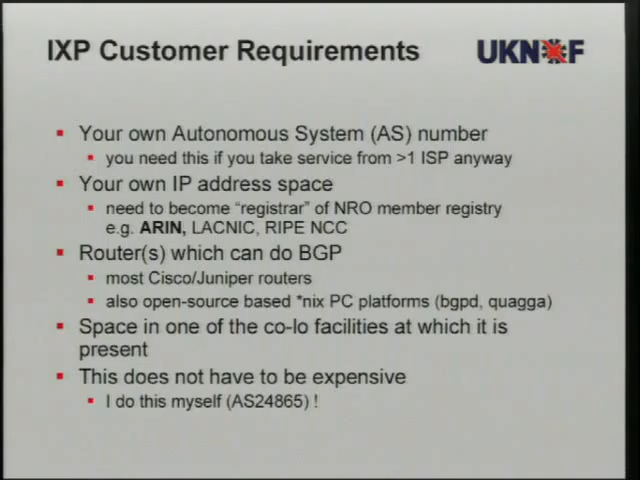 IXP Customer Requirements
UKNOF
Your own Autonomous System (AS) number
you need this if you take service from >1 ISP anyway
Your own IP address space
need to become “registrar” of NRO member registry
e.g. ARIN, LACNIC, RIPE NCC
Router(s) which can do BGP
most Cisco/Juniper routers
also open-source based *nix PC platforms (bgpd, quagga)
Space in one of the co-lo facilities at which it is
present
This does not have to be expensive
I do this myself (AS24865) !